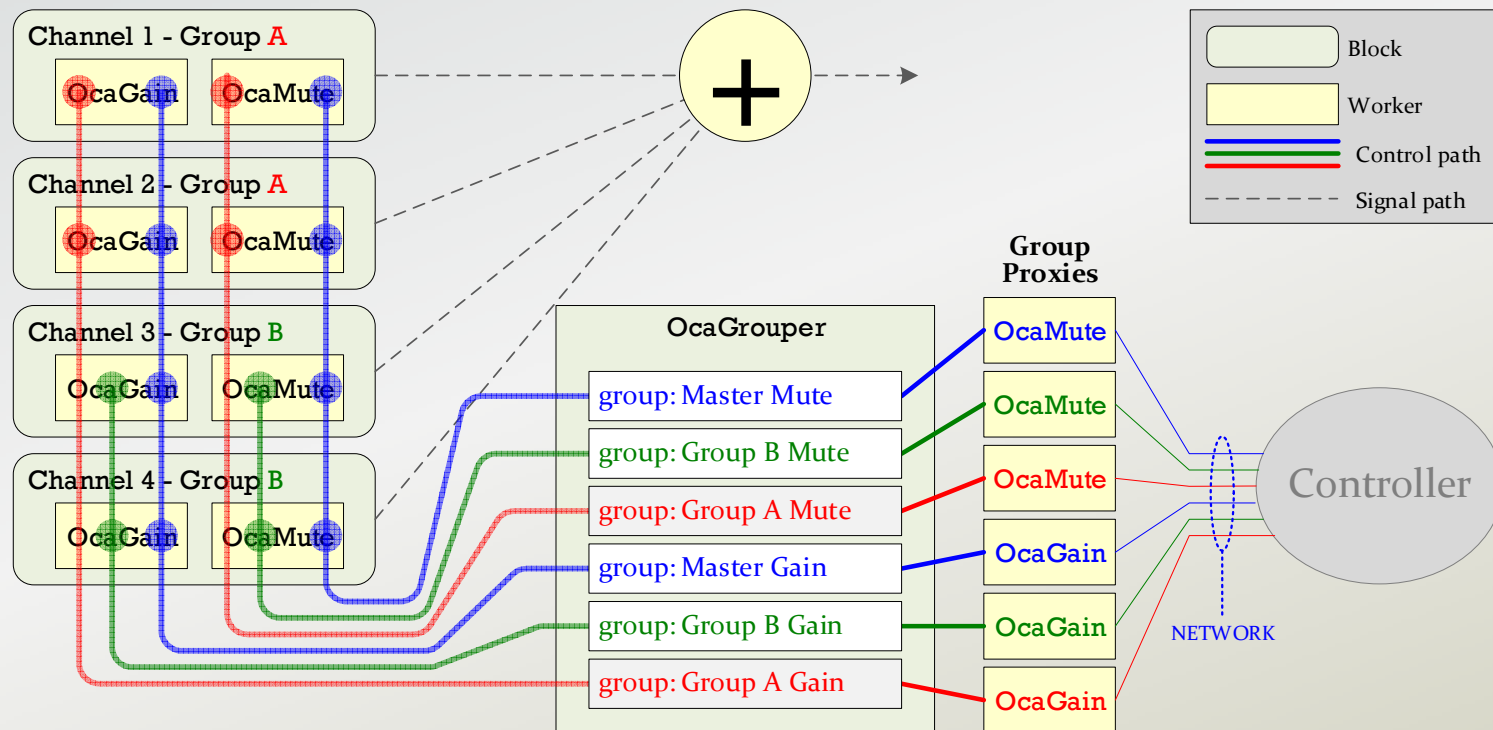 Channel 1 - Group A
OcaGain
OcaMute
Channel 2 - Group A
OcaGain
OcaMute
Channel 3 - Group B
OcaGain
OcaMute
Channel 4 - Group B
OcaGain
OcaMute
+
OcaGrouper
group: Master Mute
group: Group B Mute
group: Group A Mute
group: Master Gain
group: Group B Gain
group: Group A Gain
Group
Proxies
OcaMute
OcaMute
OcaMute
OcaGain
OcaGain
OcaGain
NETWORK
Controller
Block
Worker
Control path
Signal path